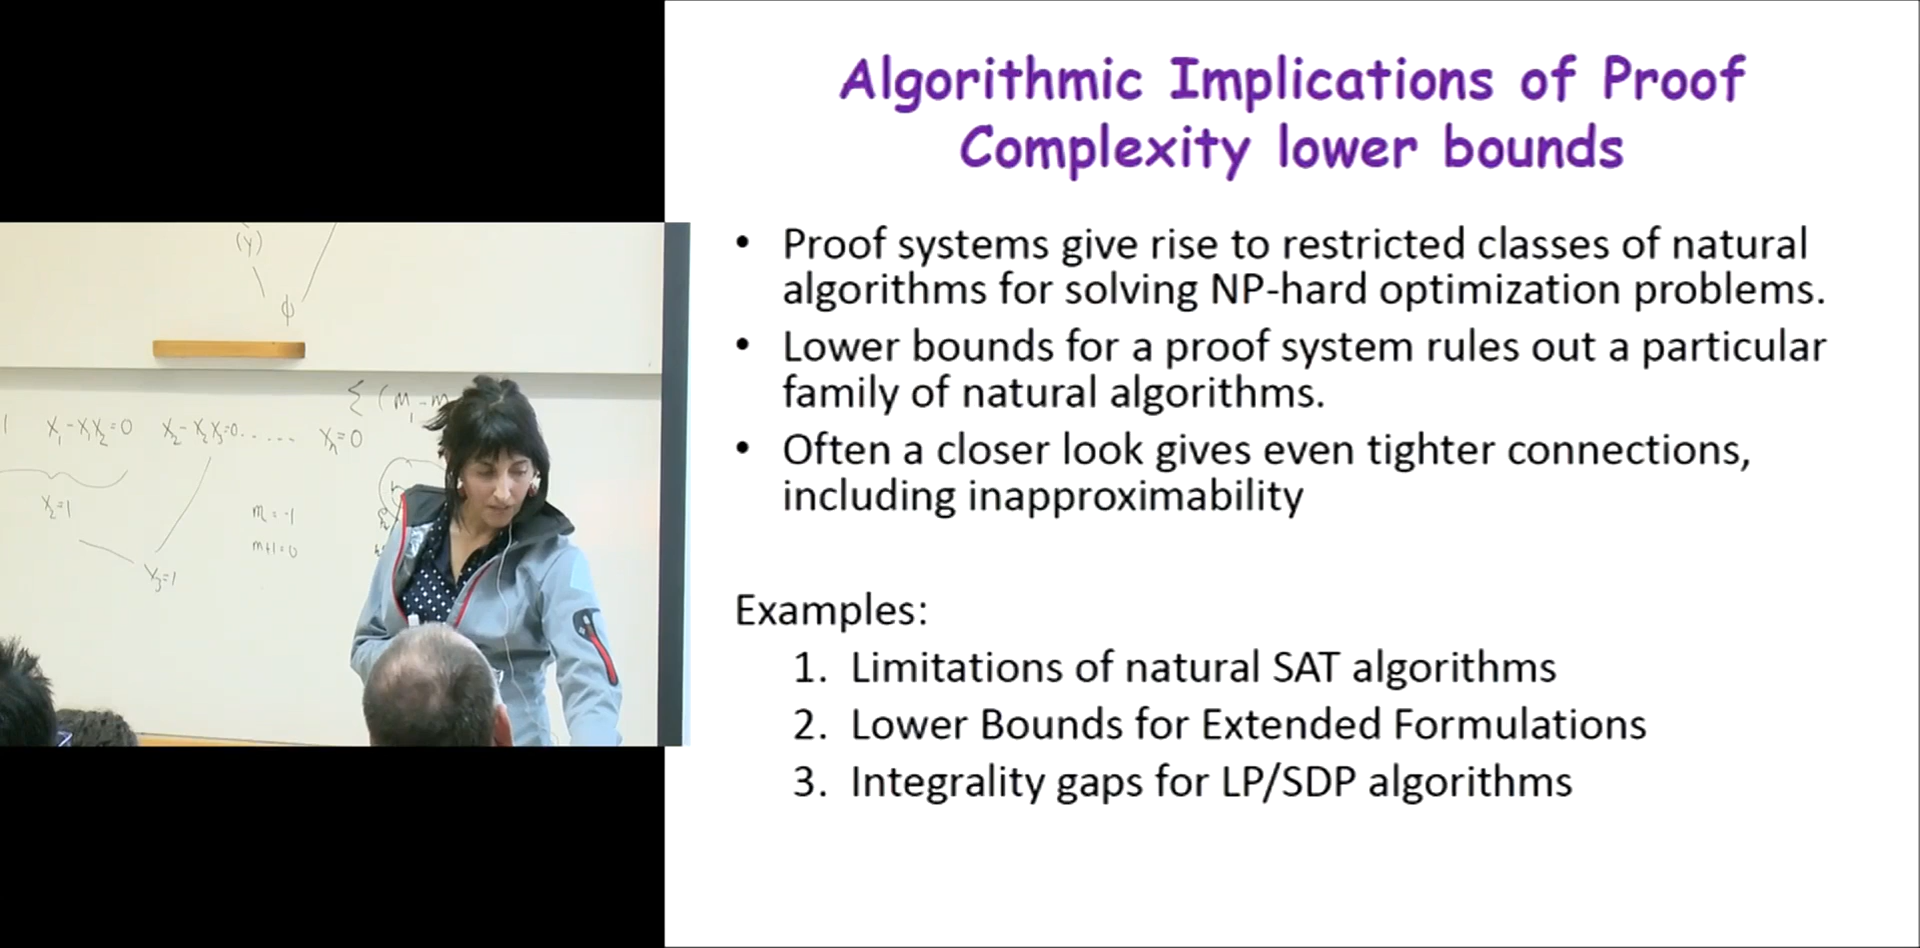 Algorithmic Implications of Proof
Complexity lower bounds
• Proof systems give rise to restricted classes of natural
algorithms for solving NP-hard optimization problems.
• Lower bounds for a proof system rules out a particular
family of natural algorithms.
• Often a closer look gives even tighter connections,
including inapproximability
Examples:
1. Limitations of natural SAT algorithms
2. Lower Bounds for Extended Formulations
3. Integrality gaps for LP/SDP algorithms
(y)
ϕ
x₁-x₁x₂=0 x₂-x₂x₃=0..... xₙ=0
x₂=1
m=-1
m+1=0
x₃=1